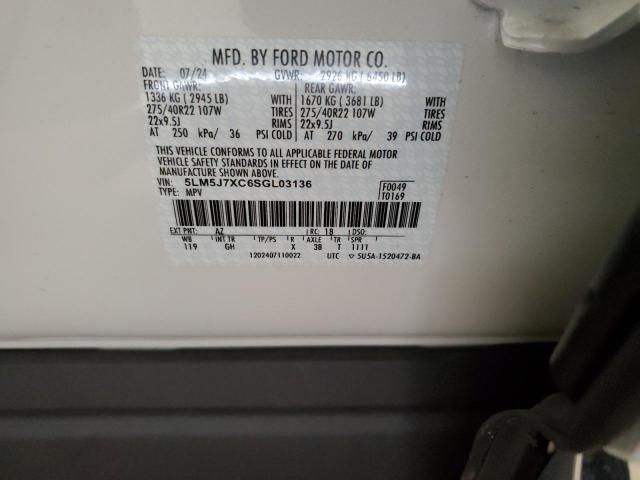 MFD. BY FORD MOTOR CO.
DATE: 07/24 GVWR: 2926 KG ( 6450 LB)
FRONT GAWR: REAR GAWR:
1336 KG ( 2945 LB) WITH 1670 KG ( 3681 LB) WITH
275/40R22 107W TIRES 275/40R22 107W TIRES
22x9.5J RIMS 22x9.5J RIMS
AT 250 kPa/ 36 PSI COLD AT 270 kPa/ 39 PSI COLD
THIS VEHICLE CONFORMS TO ALL APPLICABLE FEDERAL MOTOR
VEHICLE SAFETY STANDARDS IN EFFECT ON THE DATE OF
MANUFACTURE SHOWN ABOVE.
VIN: 5LM5J7XC6SGL03136 F0049
TYPE: MPV T0169
EXT PNT: AZ RC: 18 DSO:
WB INT TR TP/PS R AXLE TR SPR
119 GH X 38 T 1111
1202407110022 UTC ▽ 5U5A-1520472-BA